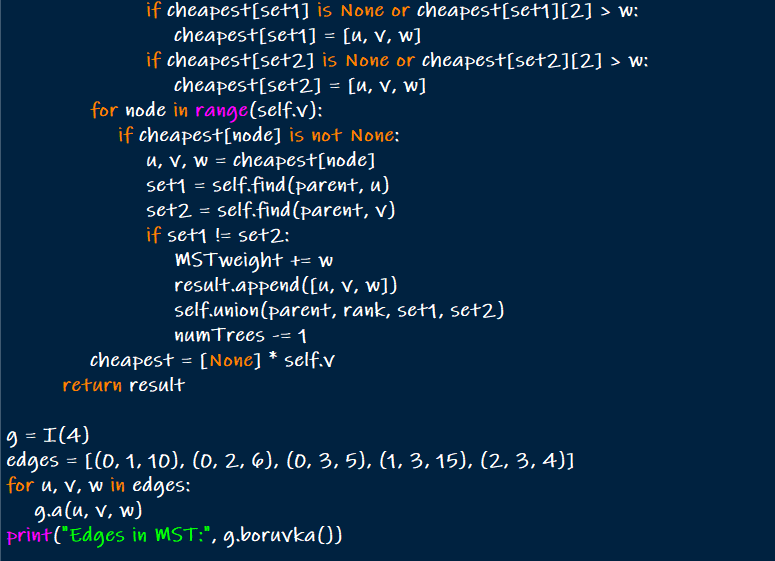 if cheapest[set1] is None or cheapest[set1][2] > w:
cheapest[set1] = [u, v, w]
if cheapest[set2] is None or cheapest[set2][2] > w:
cheapest[set2] = [u, v, w]
for node in range(self.v):
if cheapest[node] is not None:
u, v, w = cheapest[node]
set1 = self.find(parent, u)
set2 = self.find(parent, v)
if set1 != set2:
MSTweight += w
result.append([u, v, w])
self.union(parent, rank, set1, set2)
numTrees -= 1
cheapest = [None] * self.v
return result
g = I(4)
edges = [(0, 1, 10), (0, 2, 6), (0, 3, 5), (1, 3, 15), (2, 3, 4)]
for u, v, w in edges:
g.a(u, v, w)
print("Edges in MST:", g.boruvka())